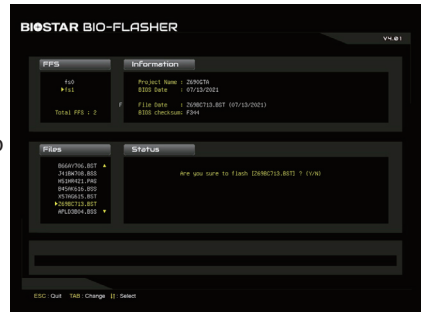 BIOSTAR BIO-FLASHER
V4.01
FFS
fs0
▶fs1
Total FFS : 2
Information
Project Name : Z690GTA
BIOS Date : 07/13/2021
F
File Date : Z69BC713.BST (07/13/2021)
BIOS checksum: F344
Files
B66AY706.BST ▲
J41BW708.BSS
H51HR421.PAS
B45AK616.BSS
X57AG615.BST
▶Z69BC713.BST
APLD3B04.BSS ▼
Status
Are you sure to flash [Z69BC713.BST] ? (Y/N)
ESC : Quit TAB : Change ↕ : Select